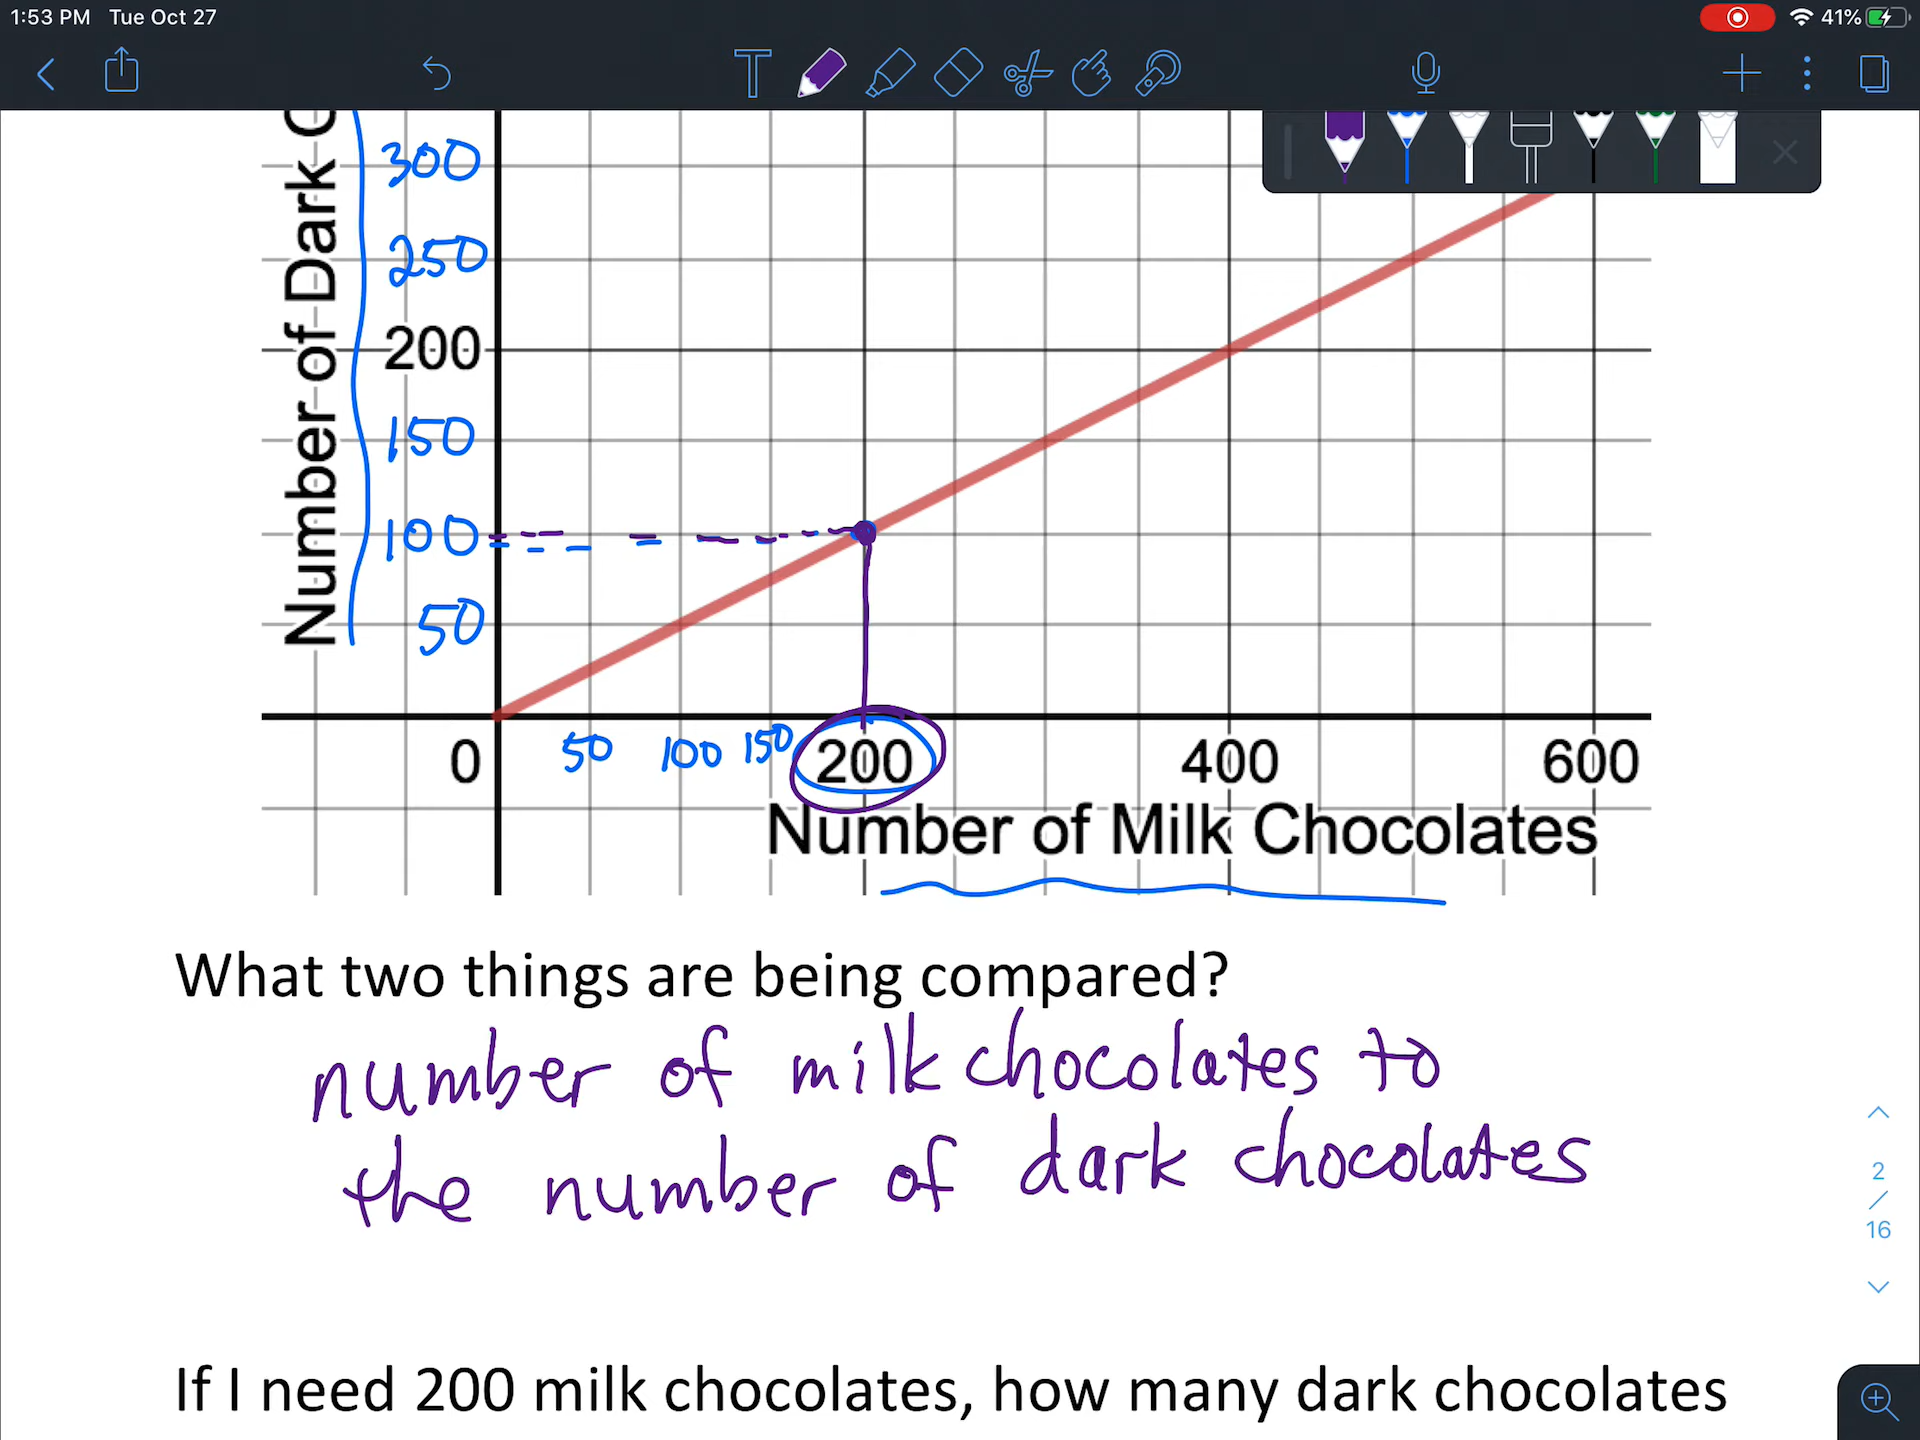 1:53 PM Tue Oct 27
41%
Number of Dark C
300
250
200
150
100
50
0
50
100
150
200
400
600
Number of Milk Chocolates
What two things are being compared?
number of milk chocolates to
the number of dark chocolates
2
/
16
If I need 200 milk chocolates, how many dark chocolates